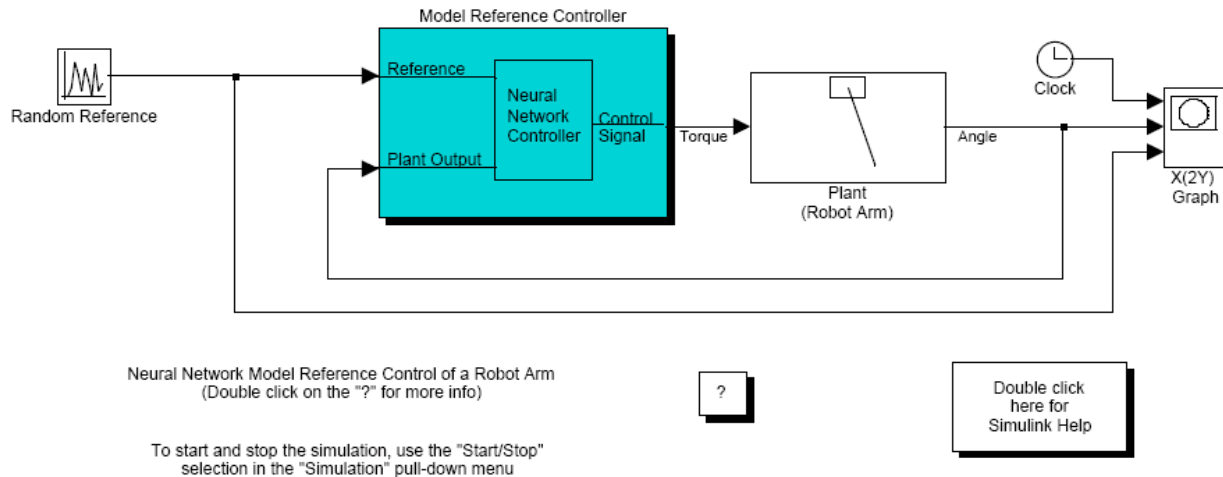 Model Reference Controller
Random Reference
Reference
Plant Output
Neural
Network
Controller
Control
Signal
Torque
Plant
(Robot Arm)
Angle
Clock
X(2Y)
Graph
Neural Network Model Reference Control of a Robot Arm
(Double click on the "?" for more info)
?
Double click
here for
Simulink Help
To start and stop the simulation, use the "Start/Stop"
selection in the "Simulation" pull-down menu